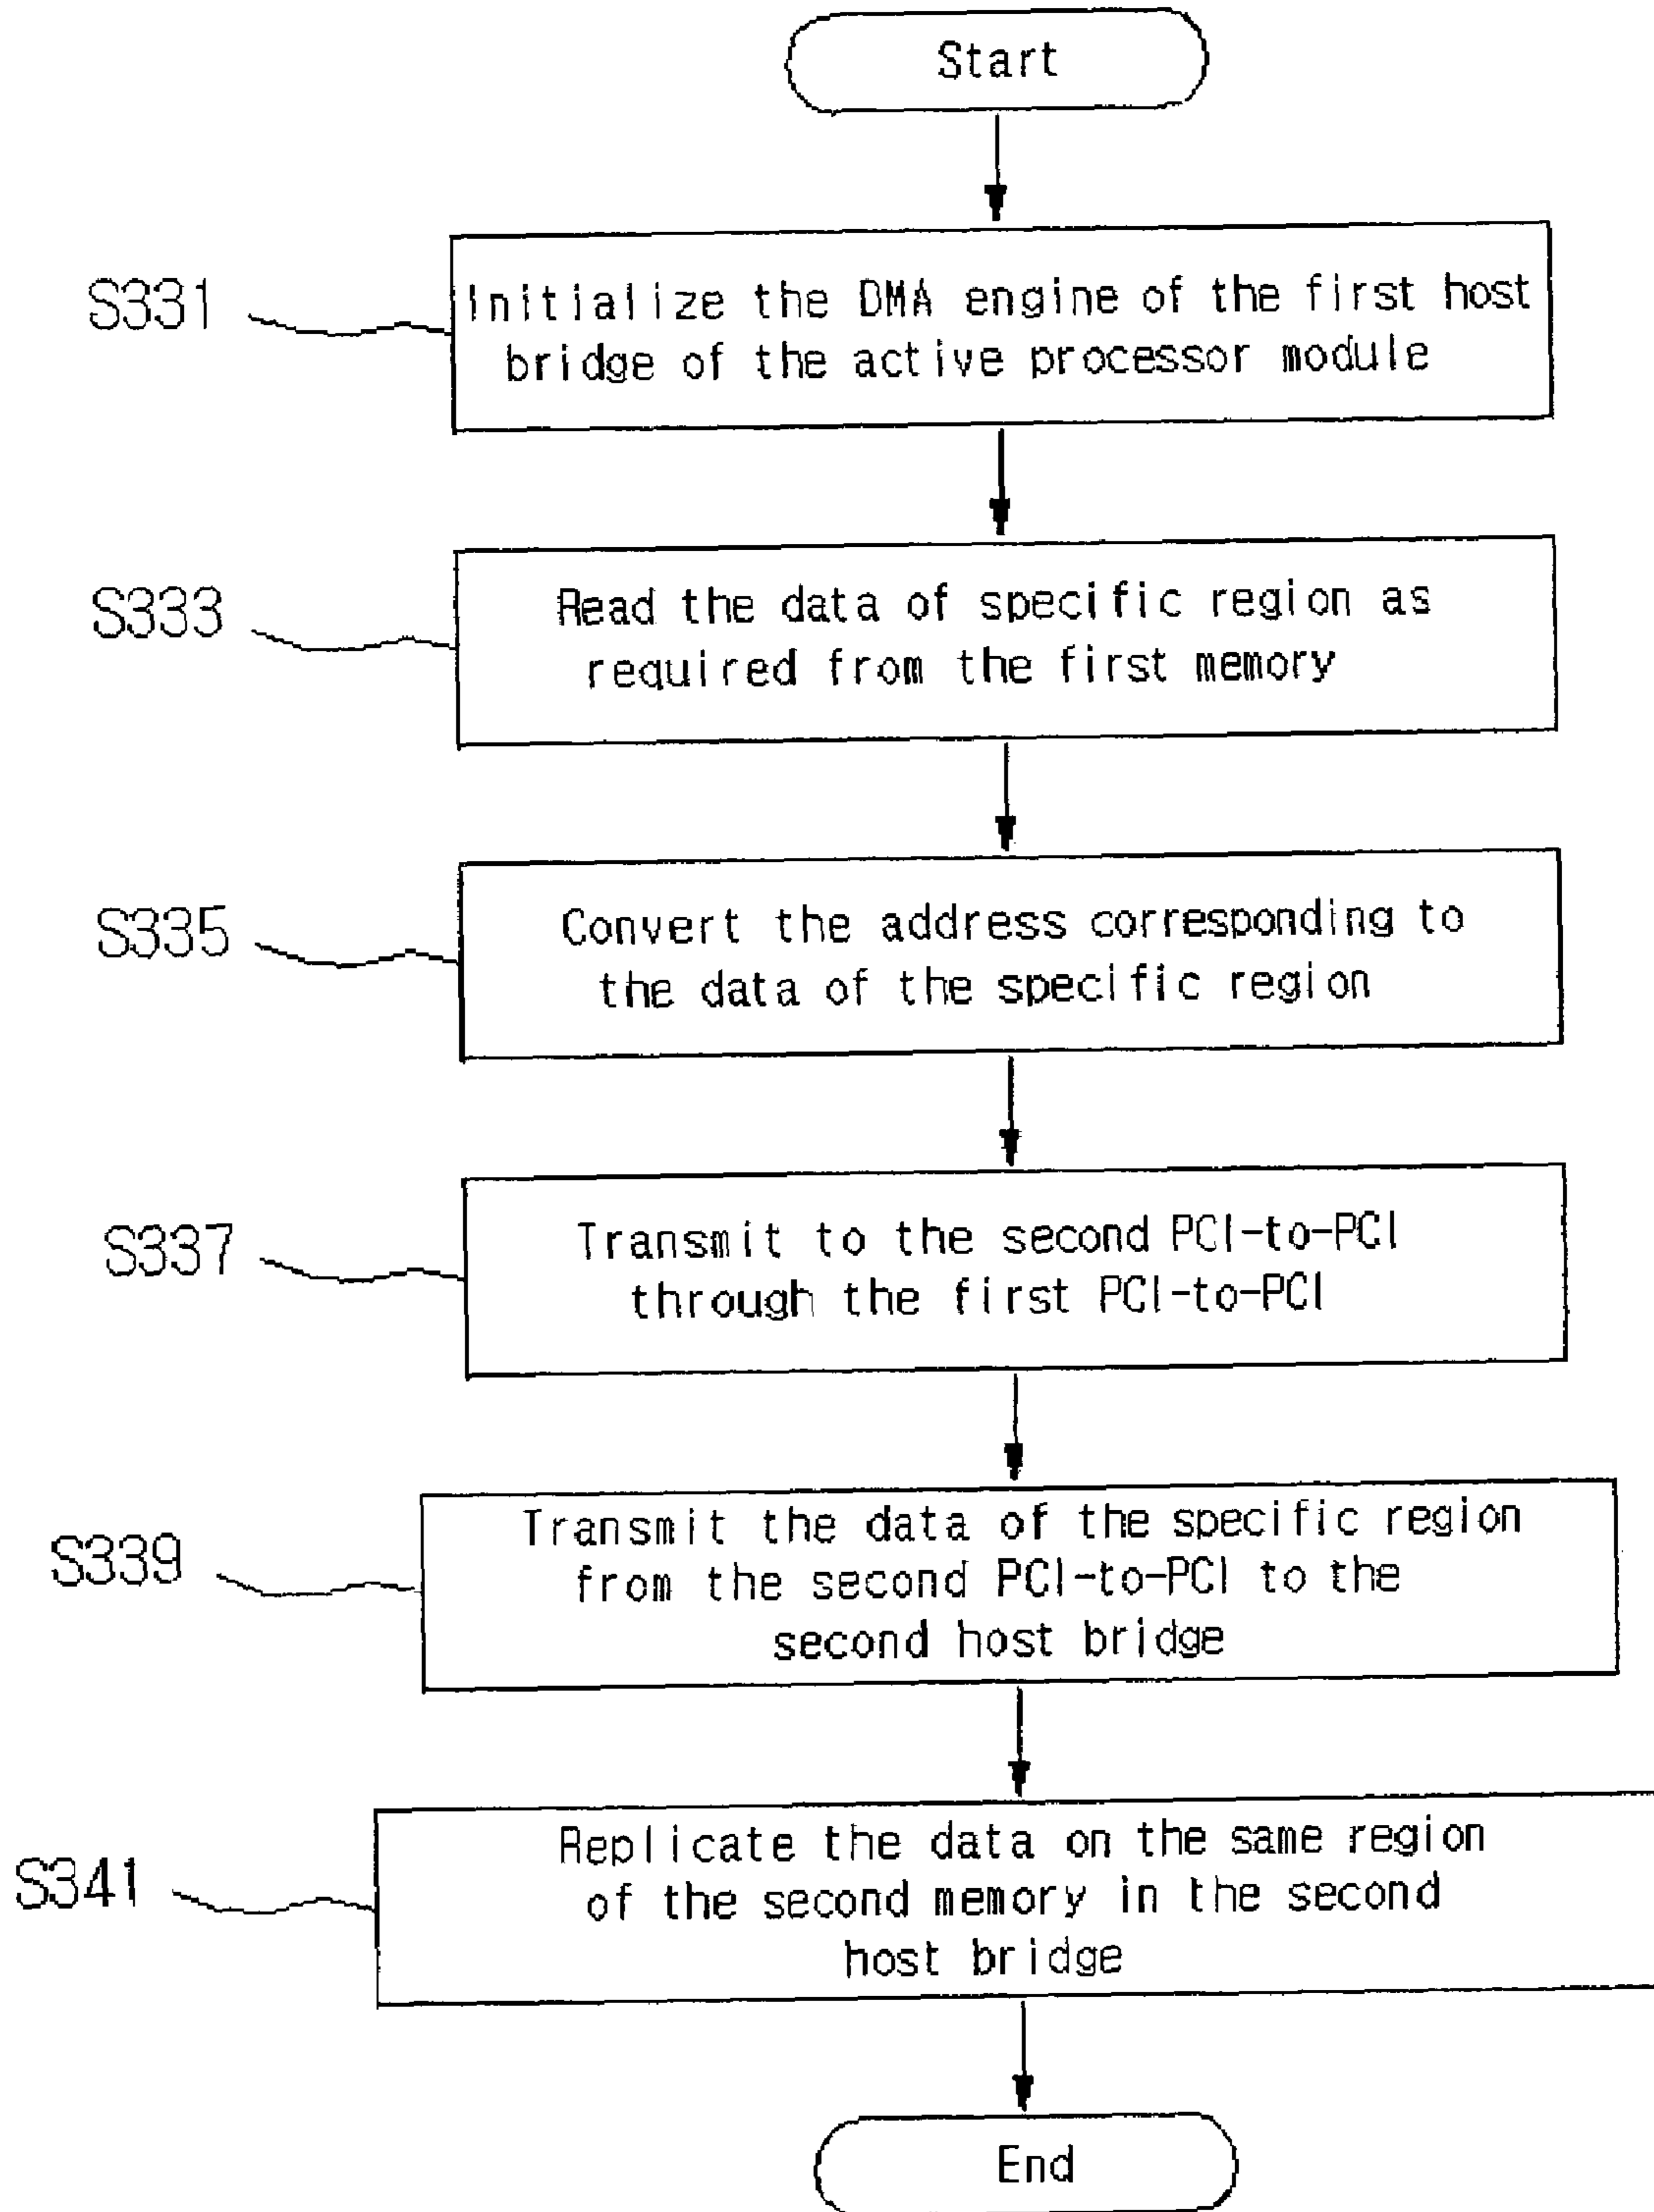 Start
S331
Initialize the DMA engine of the first host
bridge of the active processor module
S333
Read the data of specific region as
required from the first memory
S335
Convert the address corresponding to
the data of the specific region
S337
Transmit to the second PCI-to-PCI
through the first PCI-to-PCI
S339
Transmit the data of the specific region
from the second PCI-to-PCI to the
second host bridge
S341
Replicate the data on the same region
of the second memory in the second
host bridge
End